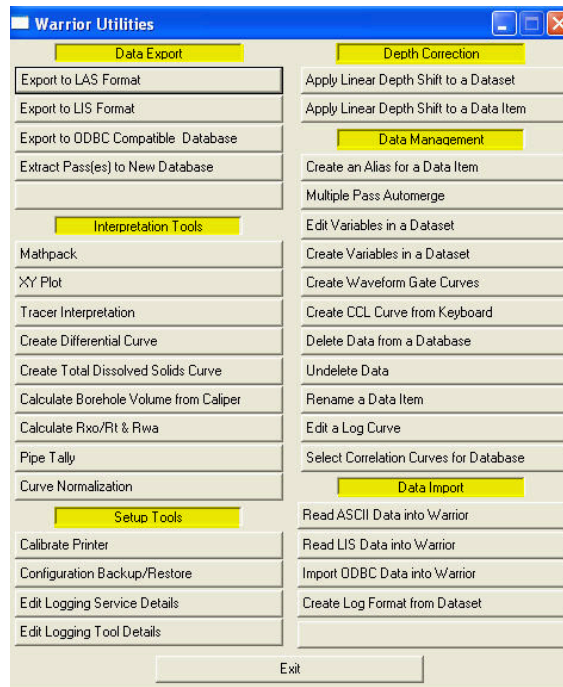 Warrior Utilities
Data Export
Export to LAS Format
Export to LIS Format
Export to ODBC Compatible Database
Extract Pass(es) to New Database
Interpretation Tools
Mathpack
XY Plot
Tracer Interpretation
Create Differential Curve
Create Total Dissolved Solids Curve
Calculate Borehole Volume from Caliper
Calculate Rxo/Rt & Rwa
Pipe Tally
Curve Normalization
Setup Tools
Calibrate Printer
Configuration Backup/Restore
Edit Logging Service Details
Edit Logging Tool Details
Depth Correction
Apply Linear Depth Shift to a Dataset
Apply Linear Depth Shift to a Data Item
Data Management
Create an Alias for a Data Item
Multiple Pass Automerge
Edit Variables in a Dataset
Create Variables in a Dataset
Create Waveform Gate Curves
Create CCL Curve from Keyboard
Delete Data from a Database
Undelete Data
Rename a Data Item
Edit a Log Curve
Select Correlation Curves for Database
Data Import
Read ASCII Data into Warrior
Read LIS Data into Warrior
Import ODBC Data into Warrior
Create Log Format from Dataset
Exit